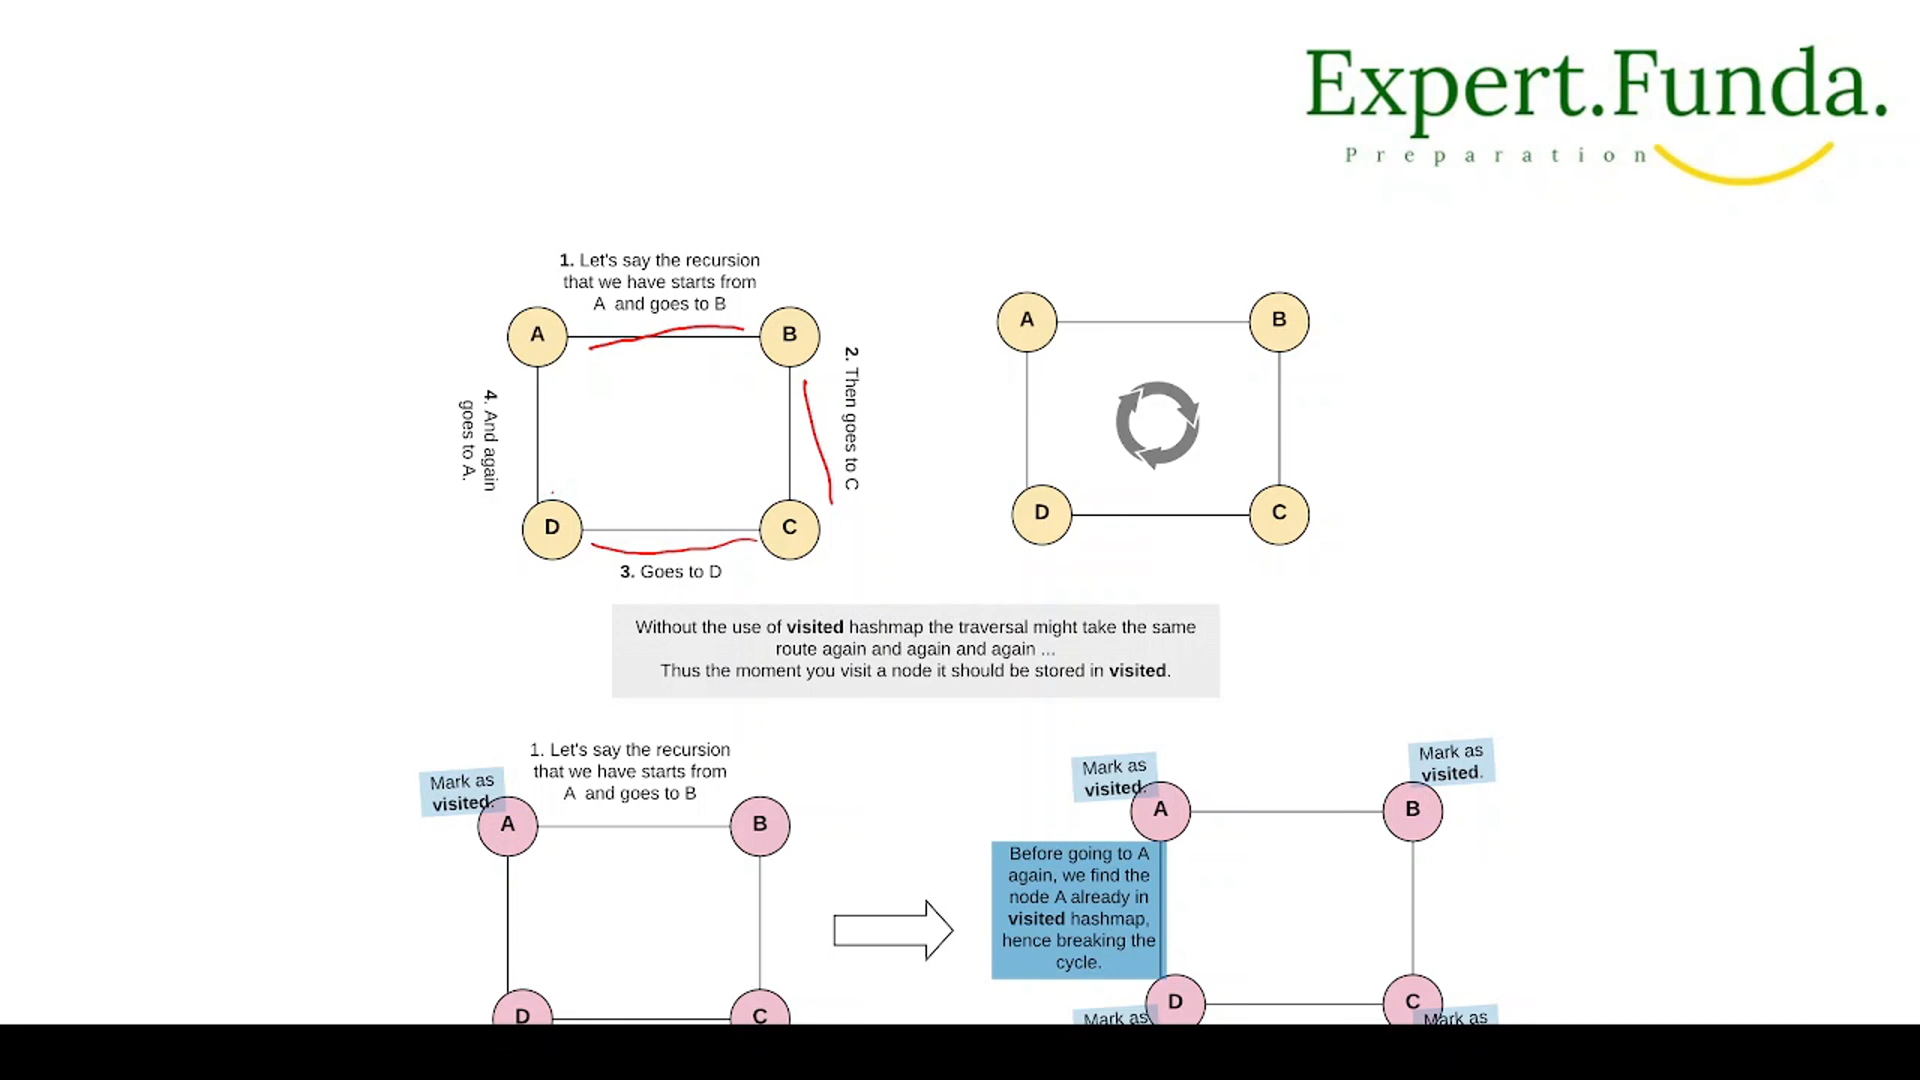 Expert.Funda.
Preparation
1. Let's say the recursion
that we have starts from
A and goes to B
A
B
2. Then goes to C
4. And again
goes to A.
D
C
3. Goes to D
A
B
D
C
Without the use of visited hashmap the traversal might take the same
route again and again and again ...
Thus the moment you visit a node it should be stored in visited.
1. Let's say the recursion
that we have starts from
A and goes to B
Mark as
visited.
A
B
D
C
Mark as
visited.
Mark as
visited.
A
B
Before going to A
again, we find the
node A already in
visited hashmap,
hence breaking the
cycle.
D
C
Mark as
Mark as